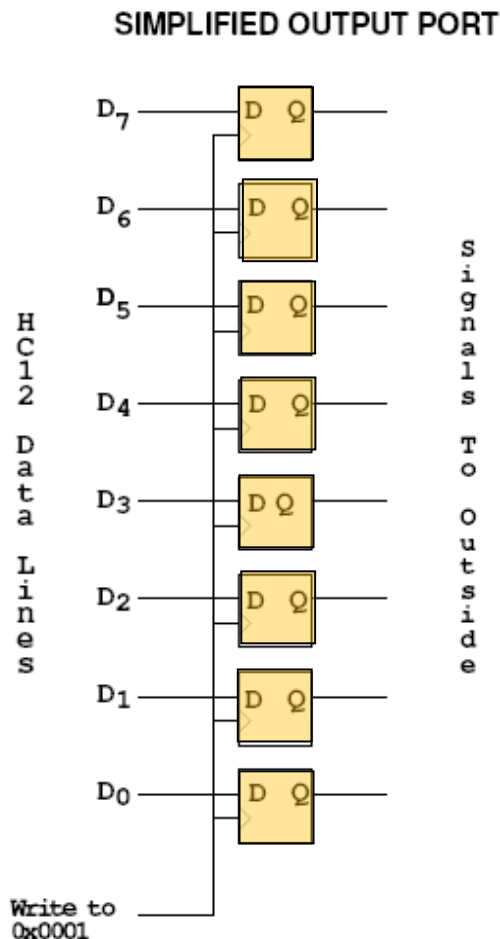 SIMPLIFIED OUTPUT PORT
D7 D Q
D6 D Q
D5 D Q
D4 D Q
D3 D Q
D2 D Q
D1 D Q
D0 D Q
HC12 Data Lines
Signals To Outside
Write to
0x0001